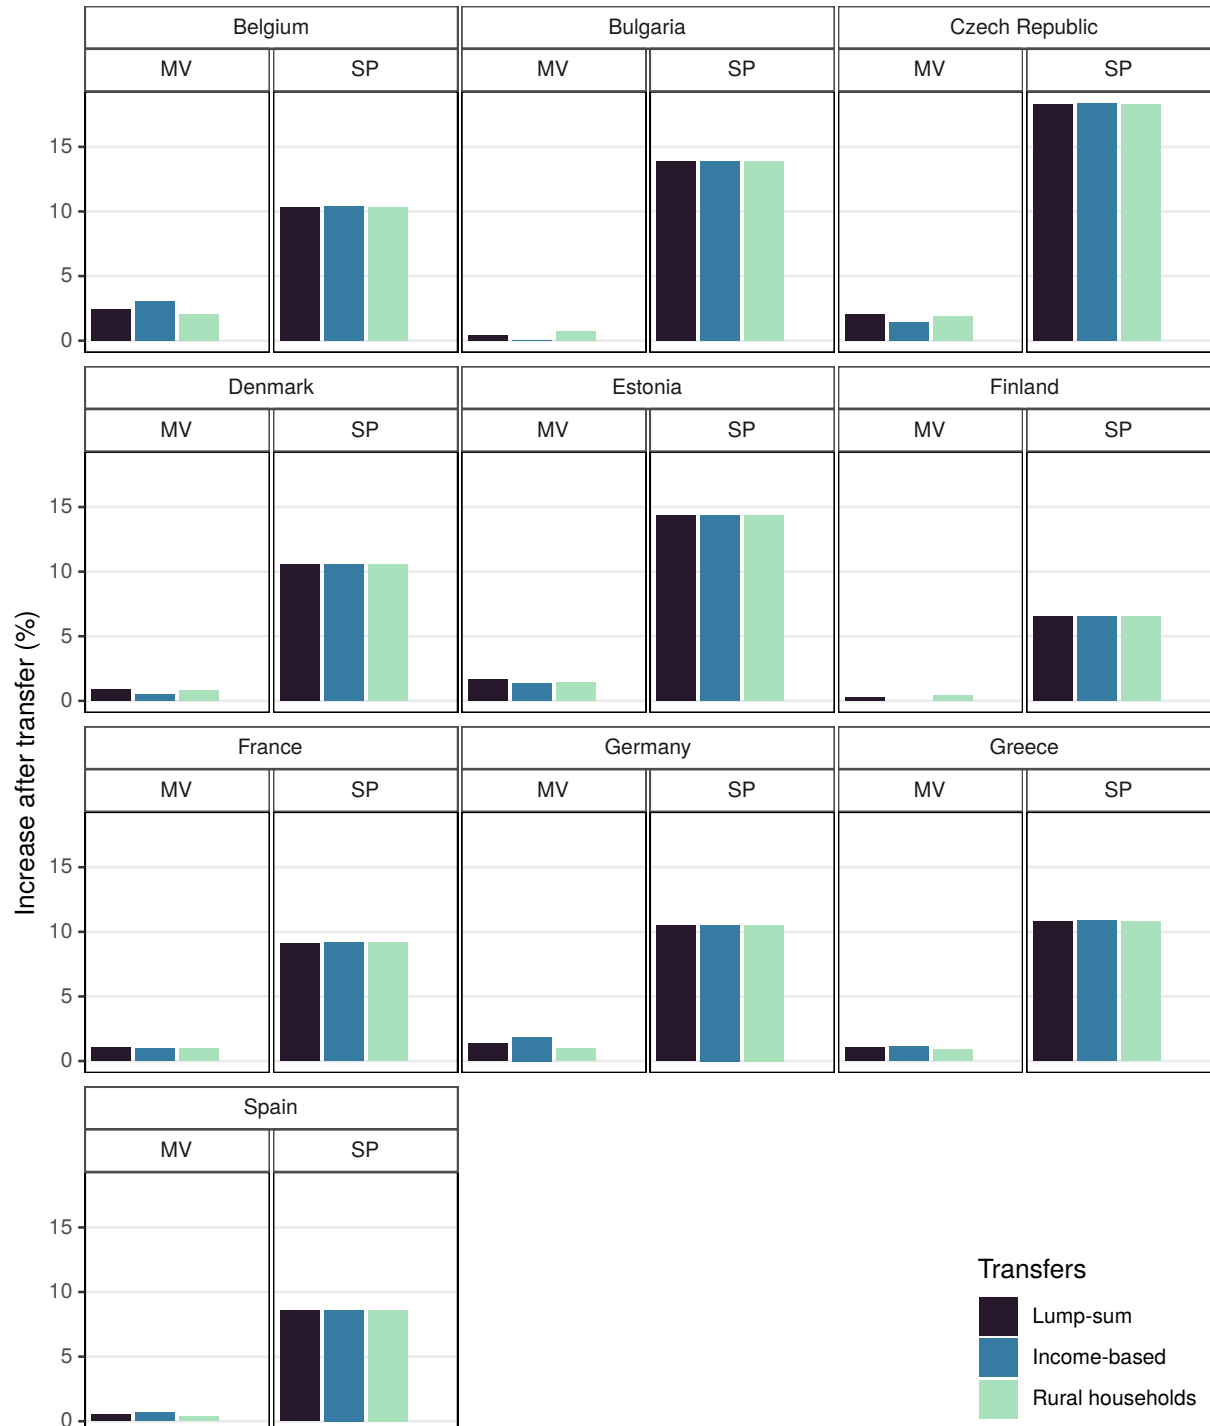 Belgium
Bulgaria
Czech Republic
MV
SP
MV
SP
MV
SP
15
10
5
0
Denmark
Estonia
Finland
MV
SP
MV
SP
MV
SP
15
10
5
0
Increase after transfer (%)
France
Germany
Greece
MV
SP
MV
SP
MV
SP
15
10
5
0
Spain
MV
SP
15
10
5
0
Transfers
Lump-sum
Income-based
Rural households